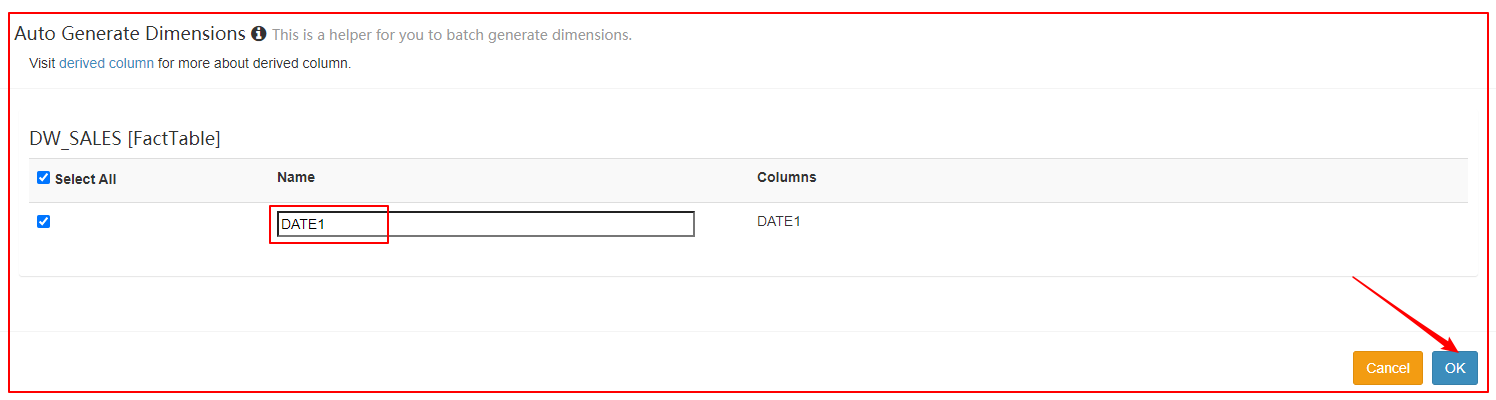 Auto Generate Dimensions This is a helper for you to batch generate dimensions.
Visit derived column for more about derived column.
DW_SALES [FactTable]
Select All Name Columns
DATE1 DATE1
Cancel OK